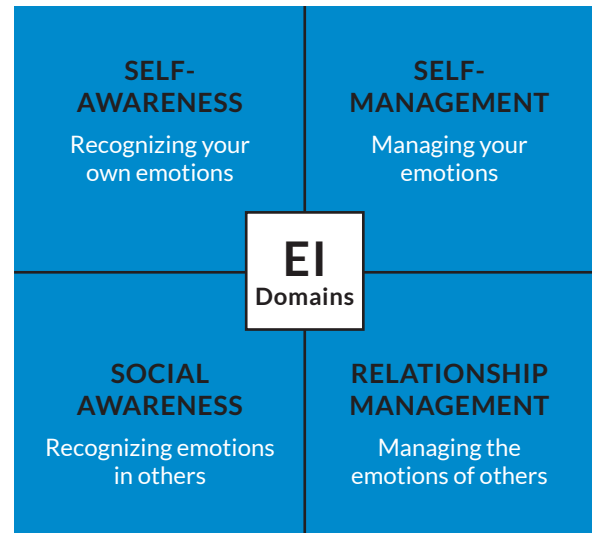 SELF-
AWARENESS
Recognizing your
own emotions
SELF-
MANAGEMENT
Managing your
emotions
EI
Domains
SOCIAL
AWARENESS
Recognizing emotions
in others
RELATIONSHIP
MANAGEMENT
Managing the
emotions of others